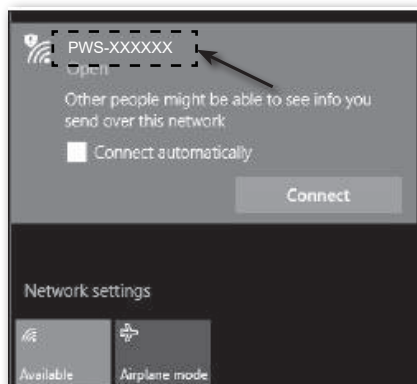 PWS-XXXXXX
Open
Other people might be able to see info you
send over this network
Connect automatically
Connect
Network settings
Available
Airplane mode